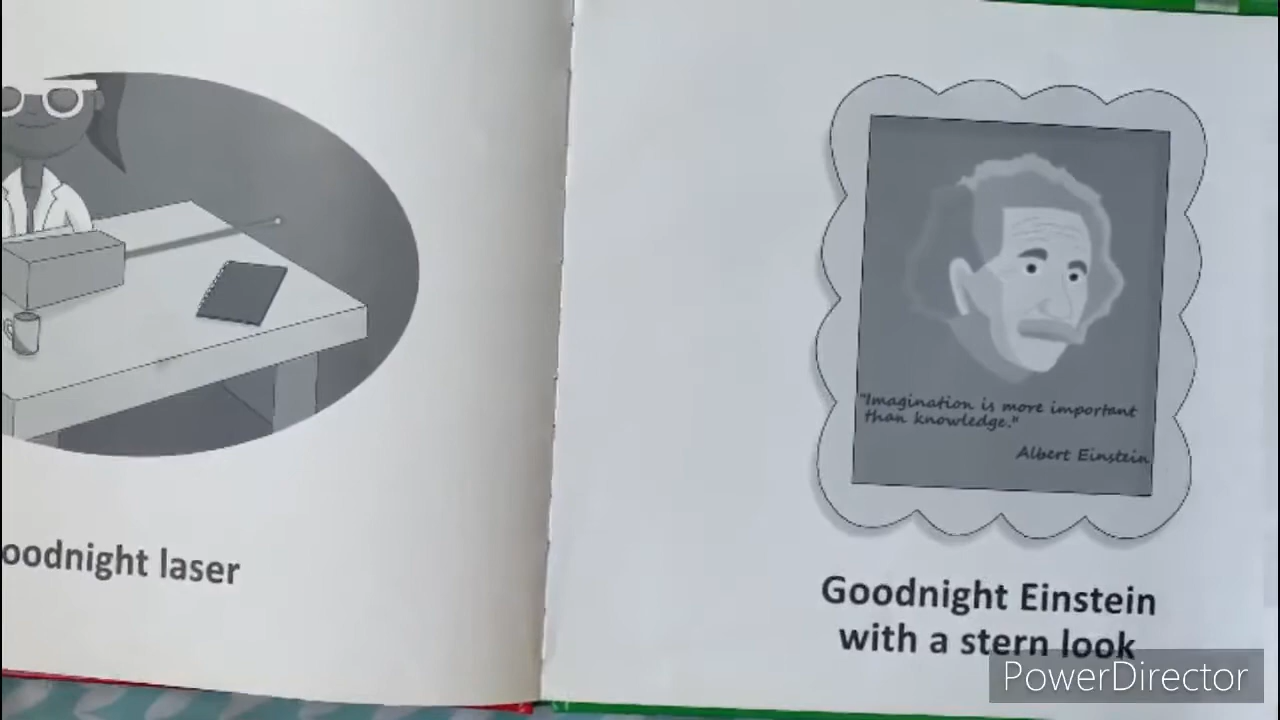 oodnight laser
"Imagination is more important
than knowledge."
Albert Einstein
Goodnight Einstein
with a stern look
PowerDirector